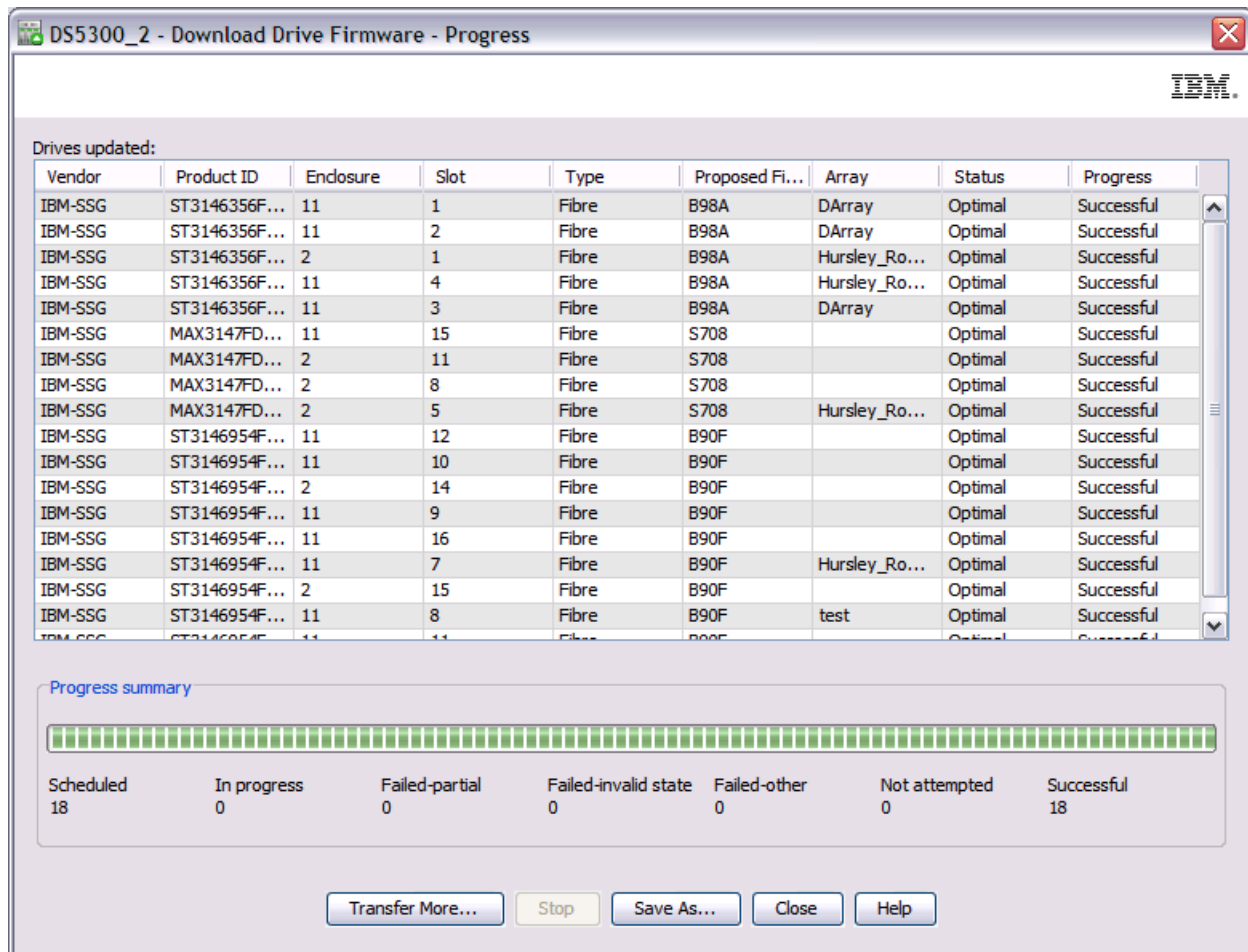 DS5300_2 - Download Drive Firmware - Progress
IBM.
Drives updated:
Vendor Product ID Enclosure Slot Type Proposed Fi... Array Status Progress
IBM-SSG ST3146356F... 11 1 Fibre B98A DArray Optimal Successful
IBM-SSG ST3146356F... 11 2 Fibre B98A DArray Optimal Successful
IBM-SSG ST3146356F... 2 1 Fibre B98A Hursley_Ro... Optimal Successful
IBM-SSG ST3146356F... 11 4 Fibre B98A Hursley_Ro... Optimal Successful
IBM-SSG ST3146356F... 11 3 Fibre B98A DArray Optimal Successful
IBM-SSG MAX3147FD... 11 15 Fibre S708 Optimal Successful
IBM-SSG MAX3147FD... 2 11 Fibre S708 Optimal Successful
IBM-SSG MAX3147FD... 2 8 Fibre S708 Optimal Successful
IBM-SSG MAX3147FD... 2 5 Fibre S708 Hursley_Ro... Optimal Successful
IBM-SSG ST3146954F... 11 12 Fibre B90F Optimal Successful
IBM-SSG ST3146954F... 11 10 Fibre B90F Optimal Successful
IBM-SSG ST3146954F... 2 14 Fibre B90F Optimal Successful
IBM-SSG ST3146954F... 11 9 Fibre B90F Optimal Successful
IBM-SSG ST3146954F... 11 16 Fibre B90F Optimal Successful
IBM-SSG ST3146954F... 11 7 Fibre B90F Hursley_Ro... Optimal Successful
IBM-SSG ST3146954F... 2 15 Fibre B90F Optimal Successful
IBM-SSG ST3146954F... 11 8 Fibre B90F test Optimal Successful
IBM-SSG ST3146954F... 11 11 Fibre B90F Optimal Successful
Progress summary
Scheduled In progress Failed-partial Failed-invalid state Failed-other Not attempted Successful
18 0 0 0 0 0 18
Transfer More... Stop Save As... Close Help